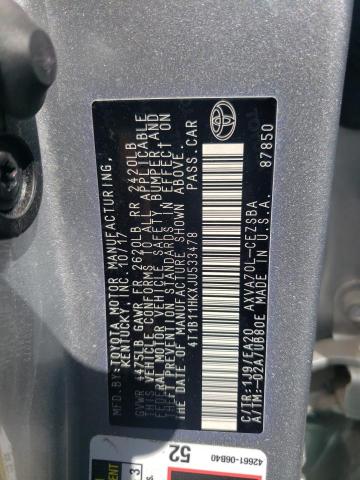 MFD.BY:TOYOTA MOTOR MANUFACTURING,
KENTUCKY, INC. 10/17
GVWR 4475LB GAWR FR 2620LB RR 2420LB
THIS VEHICLE CONFORMS TO ALL APPLICABLE
FEDERAL MOTOR VEHICLE SAFETY, BUMPER, AND
THEFT PREVENTION STANDARDS IN EFFECT ON
THE DATE OF MANUFACTURE SHOWN ABOVE.
4T1B11HKXJU533478 PASS.CAR
C/TR:1J9/EA20 AXVA70L-CEZSBA
A/TM:-02A/UB80E MADE IN U.S.A.
87850
52
42661-06B40